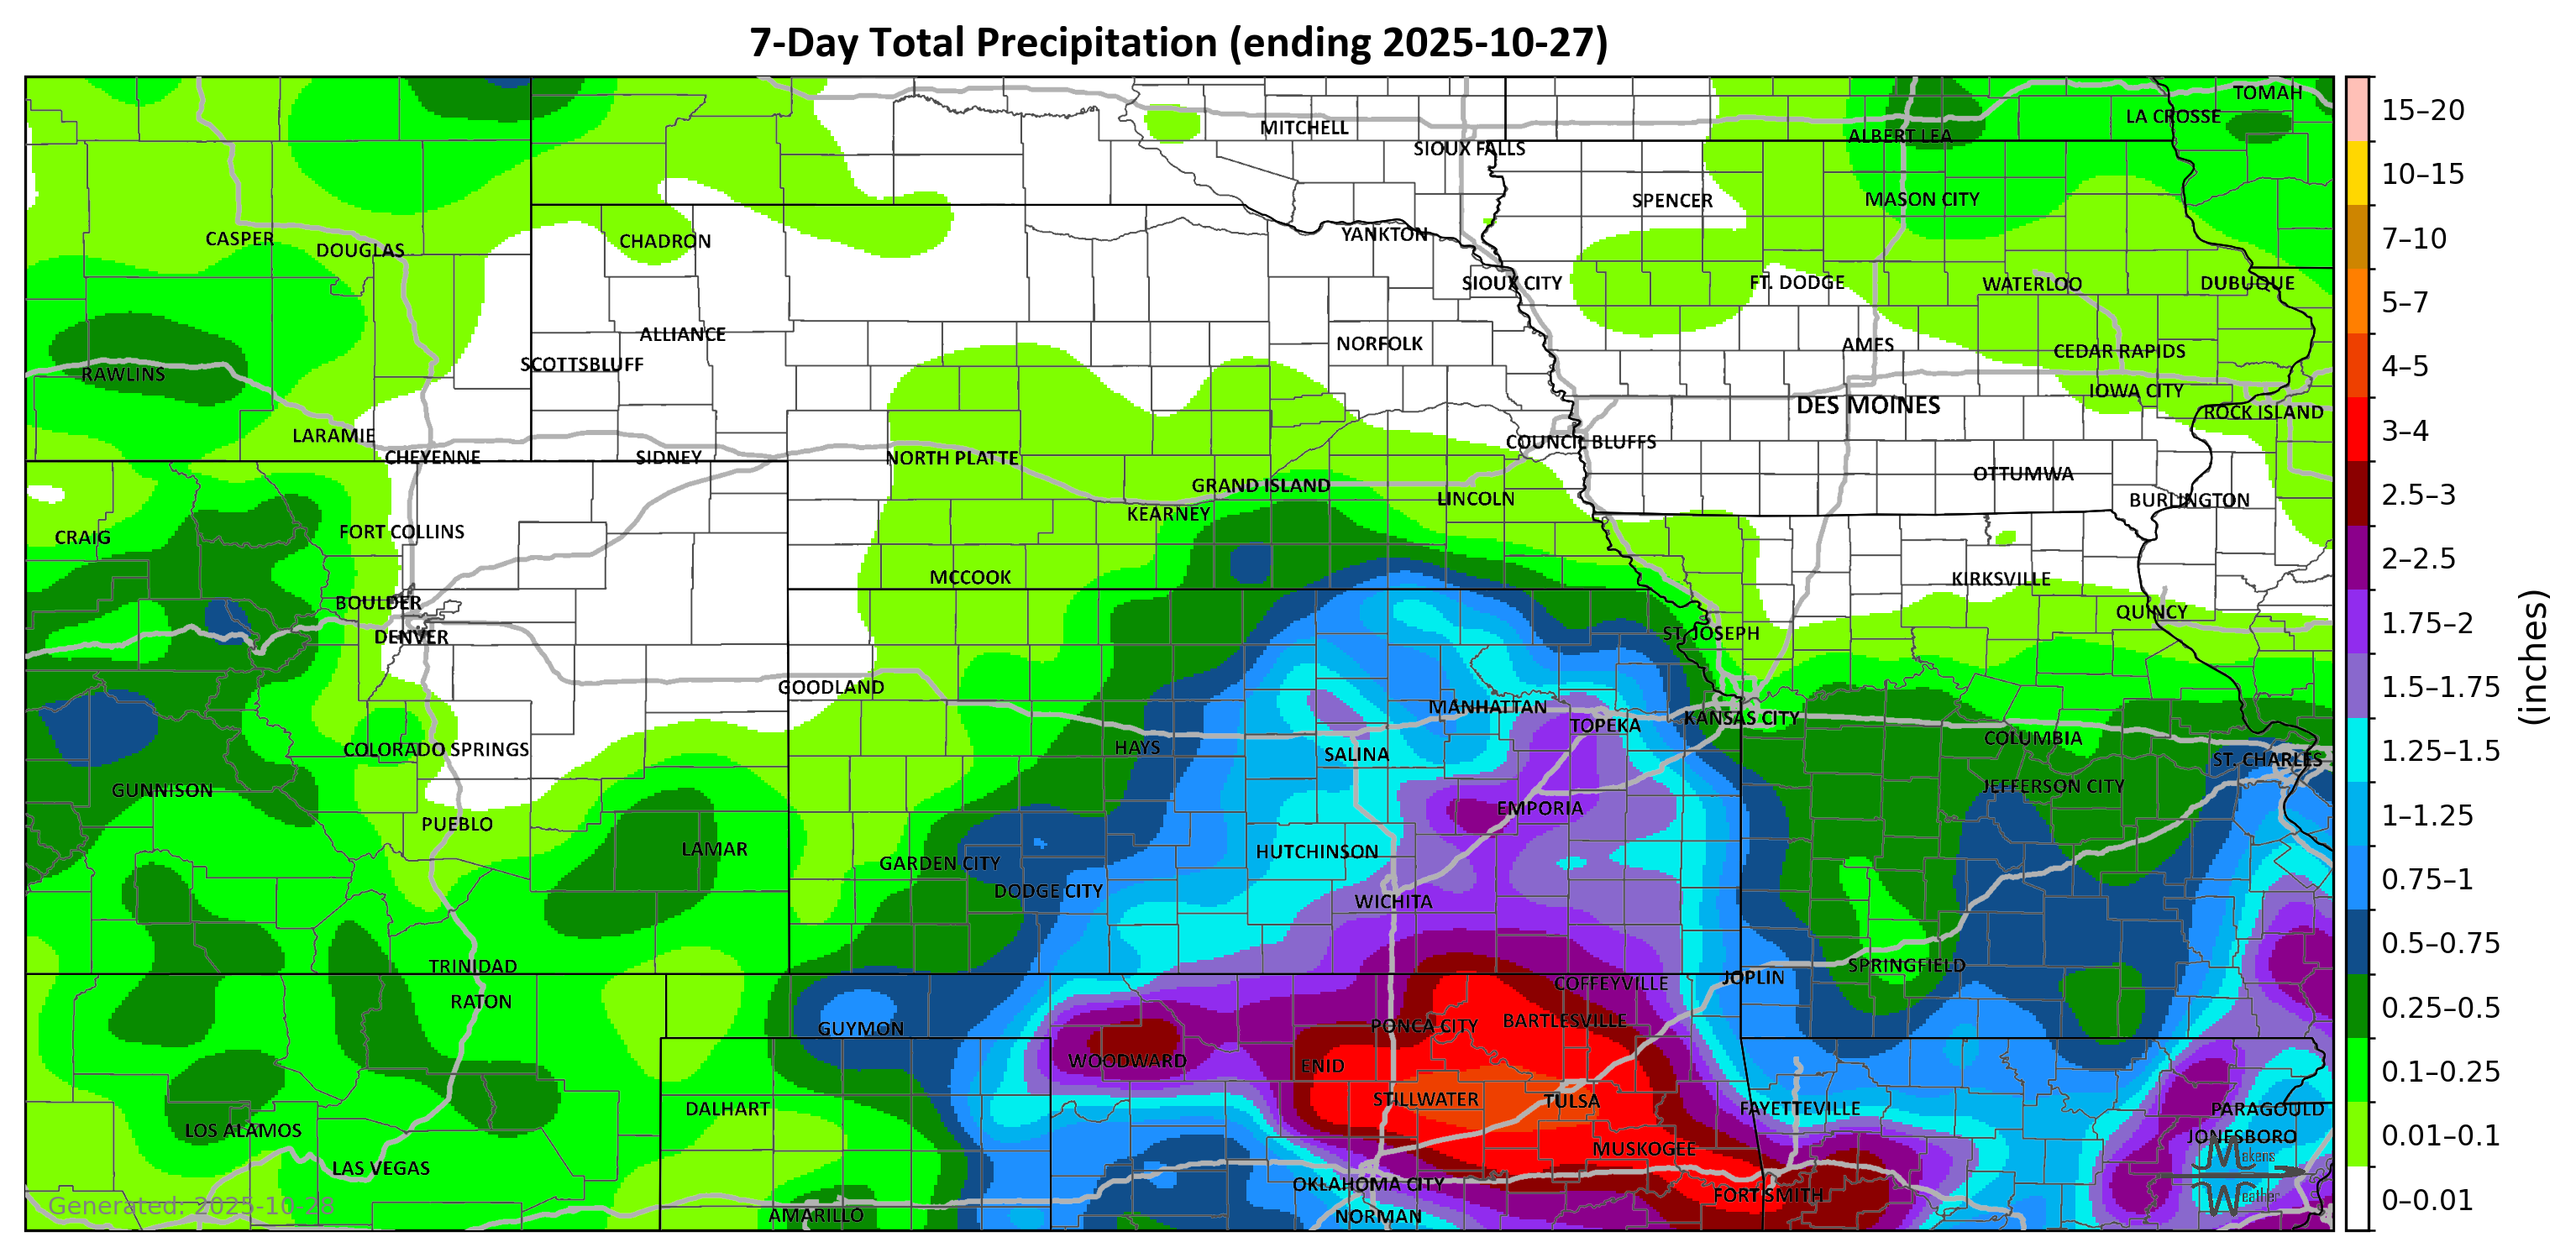 7-Day Total Precipitation (ending 2025-10-27)
TOMAH
LA CROSSE
MITCHELL
ALBERT LEA
SIOUX FALLS
SPENCER
MASON CITY
CASPER
DOUGLAS
CHADRON
YANKTON
SIOUX CITY
FT. DODGE
WATERLOO
DUBUQUE
ALLIANCE
NORFOLK
AMES
CEDAR RAPIDS
SCOTTSBLUFF
RAWLINS
IOWA CITY
DES MOINES
ROCK ISLAND
LARAMIE
COUNCIL BLUFFS
CHEYENNE
SIDNEY
NORTH PLATTE
OTTUMWA
GRAND ISLAND
LINCOLN
BURLINGTON
KEARNEY
CRAIG
FORT COLLINS
MCCOOK
KIRKSVILLE
BOULDER
QUINCY
DENVER
ST. JOSEPH
GOODLAND
MANHATTAN
TOPEKA
KANSAS CITY
COLORADO SPRINGS
HAYS
SALINA
COLUMBIA
ST. CHARLES
GUNNISON
JEFFERSON CITY
EMPORIA
PUEBLO
LAMAR
GARDEN CITY
HUTCHINSON
DODGE CITY
WICHITA
TRINIDAD
SPRINGFIELD
JOPLIN
COFFEYVILLE
RATON
GUYMON
PONCA CITY
BARTLESVILLE
WOODWARD
ENID
STILLWATER
TULSA
DALHART
FAYETTEVILLE
PARAGOULD
LOS ALAMOS
JONESBORO
MUSKOGEE
LAS VEGAS
OKLAHOMA CITY
FORT SMITH
AMARILLO
NORMAN
Makens
Weather
Generated: 2025-10-28
15–20
10–15
7–10
5–7
4–5
3–4
2.5–3
2–2.5
1.75–2
1.5–1.75
1.25–1.5
1–1.25
0.75–1
0.5–0.75
0.25–0.5
0.1–0.25
0.01–0.1
0–0.01
(inches)